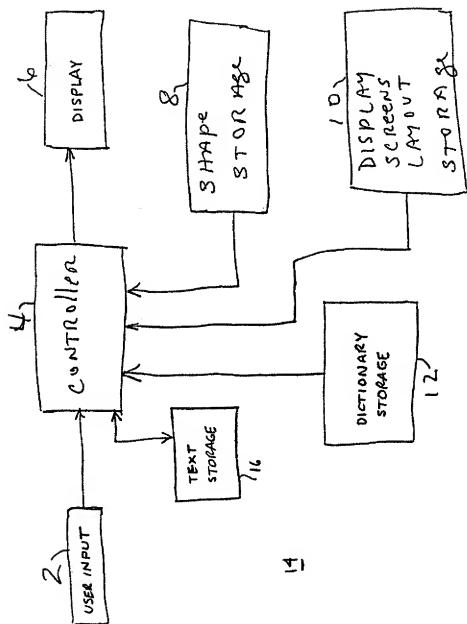 2
USER INPUT
4
CONTROller
6
DISPLAY
TEXT
STORAGE
16
8
SHAPE
STORAGE
DICTIONARY
STORAGE
12
10
DISPLAY
SCREENS
LAYOUT
STORAge
14